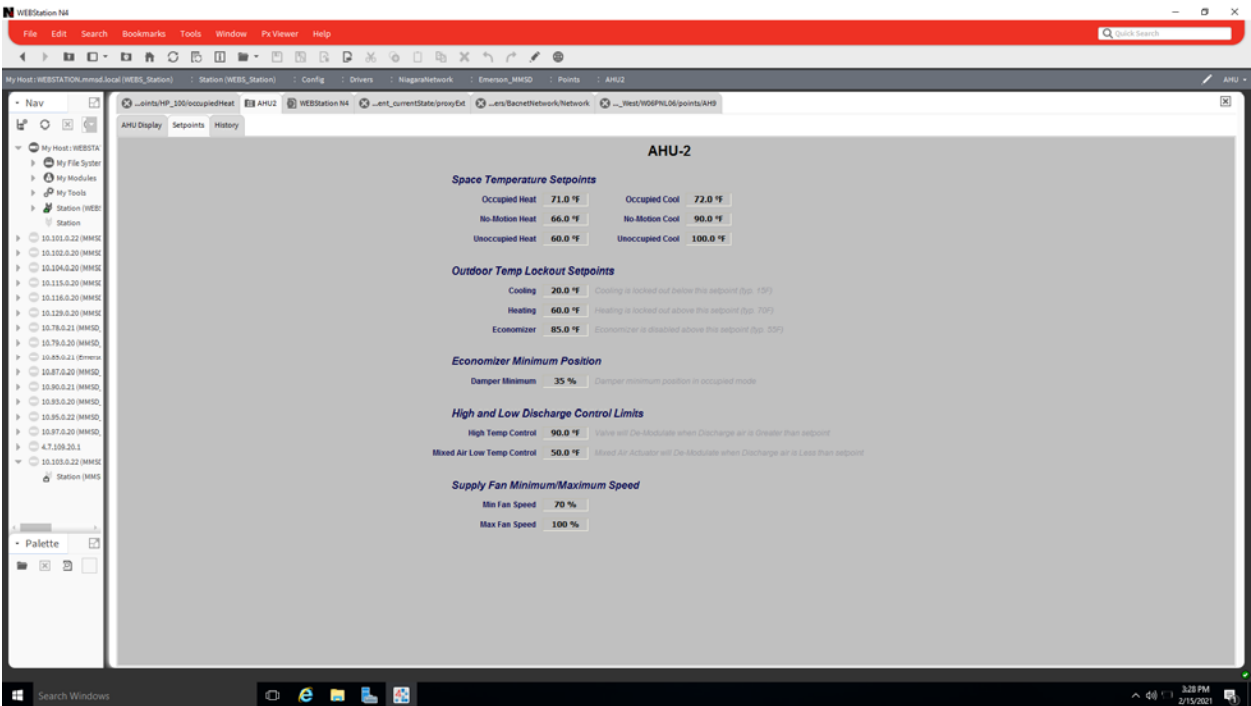 WEBStation N4
File Edit Search Bookmarks Tools Window Px Viewer Help
Quick Search
My Host : WEBSTATION.mmsd.local (WEBS_Station) : Station (WEBS_Station) : Config : Drivers : NiagaraNetwork : Emerson_MMSD : Points : AHU2
AHU
Nav
...oints/HP_100/occupiedHeat AHU2 WEBStation N4 ...ent_currentState/proxyExt ...ers/BacnetNetwork/Network ..._West/W06PNL06/points/AH9
AHU Display Setpoints History
My Host : WEBSTA
My File Syster
My Modules
My Tools
Station (WEBS
Station
10.101.0.22 (MMSD
10.102.0.20 (MMSD
10.104.0.20 (MMSD
10.115.0.20 (MMSD
10.116.0.20 (MMSD
10.129.0.20 (MMSD
10.78.0.21 (MMSD_
10.79.0.20 (MMSD_
10.85.0.21 (Emerso
10.87.0.20 (MMSD_
10.90.0.21 (MMSD_
10.93.0.20 (MMSD_
10.95.0.22 (MMSD_
10.97.0.20 (MMSD_
4.7.109.20.1
10.103.0.22 (MMSD
Station (MMS
Palette
AHU-2
Space Temperature Setpoints
Occupied Heat 71.0 °F Occupied Cool 72.0 °F
No-Motion Heat 66.0 °F No-Motion Cool 90.0 °F
Unoccupied Heat 60.0 °F Unoccupied Cool 100.0 °F
Outdoor Temp Lockout Setpoints
Cooling 20.0 °F Cooling is locked out below this setpoint (typ. 15F)
Heating 60.0 °F Heating is locked out above this setpoint (typ. 70F)
Economizer 85.0 °F Economizer is disabled above this setpoint (typ. 55F)
Economizer Minimum Position
Damper Minimum 35 % Damper minimum position in occupied mode
High and Low Discharge Control Limits
High Temp Control 90.0 °F Valve will De-Modulate when Discharge air is Greater than setpoint
Mixed Air Low Temp Control 50.0 °F Mixed Air Actuator will De-Modulate when Discharge air is Less than setpoint
Supply Fan Minimum/Maximum Speed
Min Fan Speed 70 %
Max Fan Speed 100 %
Search Windows
3:28 PM
2/15/2021